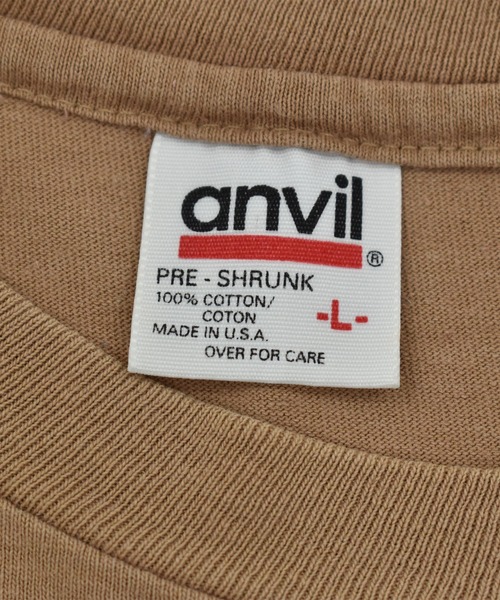 anvil®
PRE - SHRUNK
100% COTTON/
COTON
-L-
MADE IN U.S.A.
OVER FOR CARE